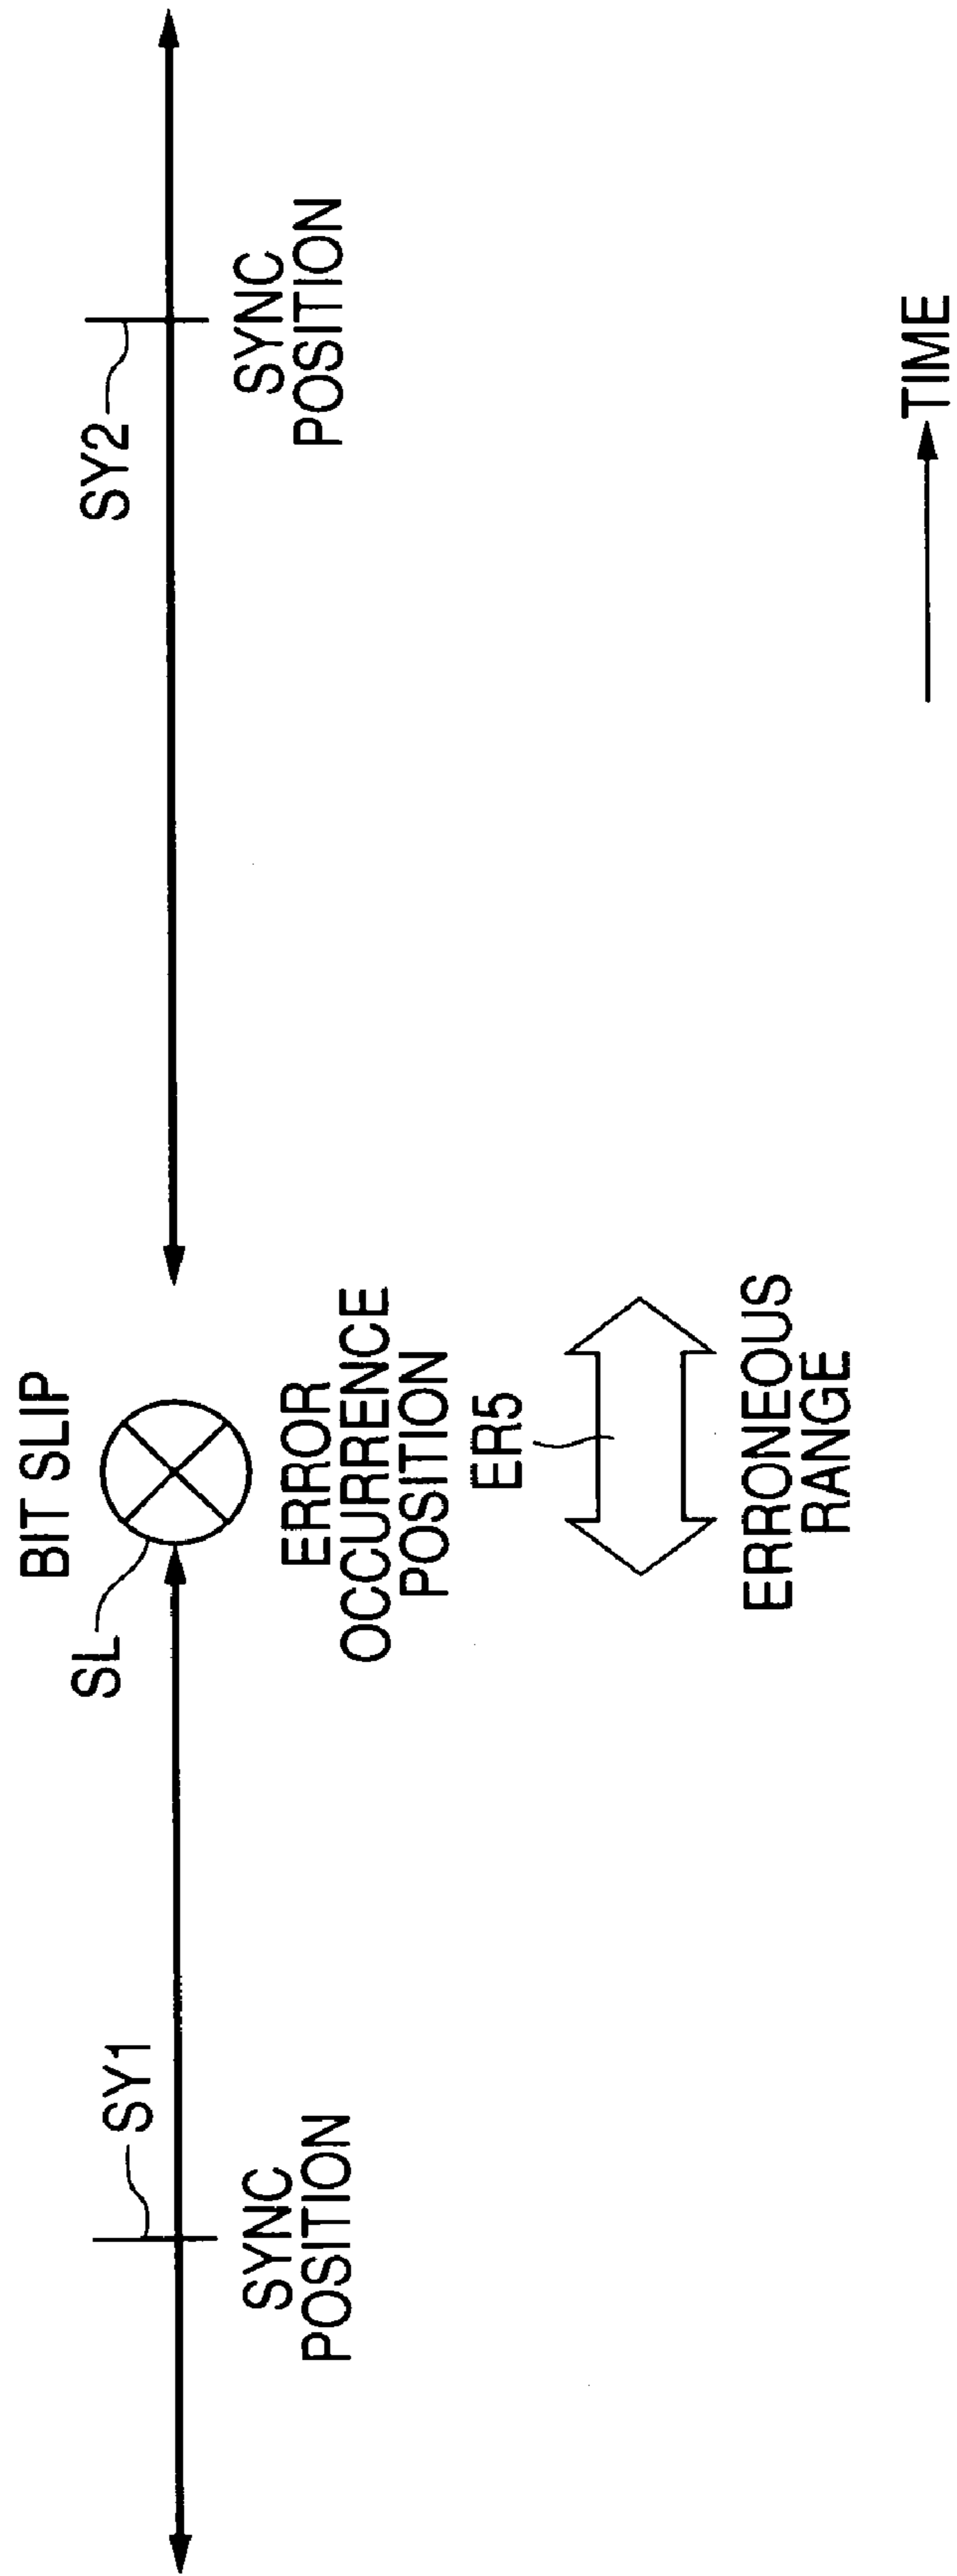 BIT SLIP
SL
SY1
SY2
SYNC
POSITION
ERROR
OCCURRENCE
POSITION
SYNC
POSITION
ER5
ERRONEOUS
RANGE
TIME